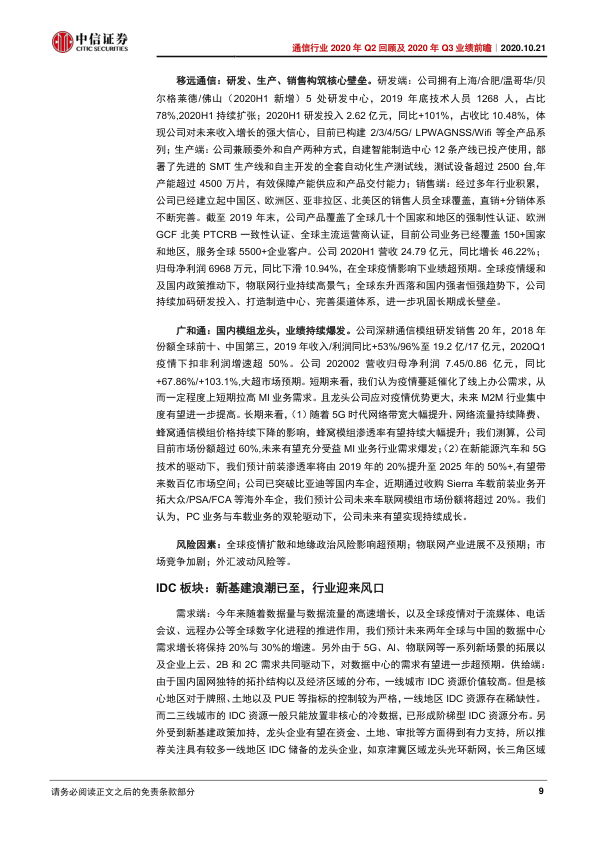 中信证券
CITIC SECURITIES
通信行业 2020 年 Q2 回顾及 2020 年 Q3 业绩前瞻｜2020.10.21
移远通信：研发、生产、销售构筑核心壁垒。研发端：公司拥有上海/合肥/温哥华/贝
尔格莱德/佛山（2020H1 新增）5 处研发中心，2019 年底技术人员 1268 人，占比
78%,2020H1 持续扩张；2020H1 研发投入 2.62 亿元，同比+101%，占收比 10.48%，体
现公司对未来收入增长的强大信心，目前已构建 2/3/4/5G/ LPWAGNSS/Wifi 等全产品系
列；生产端：公司兼顾委外和自产两种方式，自建智能制造中心 12 条产线已投产使用，部
署了先进的 SMT 生产线和自主开发的全套自动化生产测试线，测试设备超过 2500 台,年
产能超过 4500 万片，有效保障产能供应和产品交付能力；销售端：经过多年行业积累，
公司已经建立起中国区、欧洲区、亚非拉区、北美区的销售人员全球覆盖，直销+分销体系
不断完善。截至 2019 年末，公司产品覆盖了全球几十个国家和地区的强制性认证、欧洲
GCF 北美 PTCRB 一致性认证、全球主流运营商认证，目前公司业务已经覆盖 150+国家
和地区，服务全球 5500+企业客户。公司 2020H1 营收 24.79 亿元，同比增长 46.22%；
归母净利润 6968 万元，同比下滑 10.94%，在全球疫情影响下业绩超预期。全球疫情缓和
及国内政策推动下，物联网行业持续高景气；全球东升西落和国内强者恒强趋势下，公司
持续加码研发投入、打造制造中心、完善渠道体系，进一步巩固长期成长壁垒。
广和通：国内模组龙头，业绩持续爆发。公司深耕通信模组研发销售 20 年，2018 年
份额全球前十、中国第三，2019 年收入/利润同比+53%/96%至 19.2 亿/17 亿元，2020Q1
疫情下扣非利润增速超 50%。公司 202002 营收归母净利润 7.45/0.86 亿元，同比
+67.86%/+103.1%,大超市场预期。短期来看，我们认为疫情蔓延催化了线上办公需求，从
而一定程度上短期拉高 MI 业务需求。且龙头公司应对疫情优势更大，未来 M2M 行业集中
度有望进一步提高。长期来看，（1）随着 5G 时代网络带宽大幅提升、网络流量持续降费、
蜂窝通信模组价格持续下降的影响，蜂窝模组渗透率有望持续大幅提升；我们测算，公司
目前市场份额超过 60%,未来有望充分受益 MI 业务行业需求爆发；（2）在新能源汽车和 5G
技术的驱动下，我们预计前装渗透率将由 2019 年的 20%提升至 2025 年的 50%+,有望带
来数百亿市场空间；公司已突破比亚迪等国内车企，近期通过收购 Sierra 车载前装业务开
拓大众/PSA/FCA 等海外车企，我们预计公司未来车联网模组市场份额将超过 20%。我们
认为，PC 业务与车载业务的双轮驱动下，公司未来有望实现持续成长。
风险因素：全球疫情扩散和地缘政治风险影响超预期；物联网产业进展不及预期；市
场竞争加剧；外汇波动风险等。
IDC 板块：新基建浪潮已至，行业迎来风口
需求端：今年来随着数据量与数据流量的高速增长，以及全球疫情对于流媒体、电话
会议、远程办公等全球数字化进程的推进作用，我们预计未来两年全球与中国的数据中心
需求增长将保持 20%与 30%的增速。另外由于 5G、AI、物联网等一系列新场景的拓展以
及企业上云、2B 和 2C 需求共同驱动下，对数据中心的需求有望进一步超预期。供给端：
由于国内固网独特的拓扑结构以及经济区域的分布，一线城市 IDC 资源价值较高。但是核
心地区对于牌照、土地以及 PUE 等指标的控制较为严格，一线地区 IDC 资源存在稀缺性。
而二三线城市的 IDC 资源一般只能放置非核心的冷数据，已形成阶梯型 IDC 资源分布。另
外受到新基建政策加持，龙头企业有望在资金、土地、审批等方面得到有力支持，所以推
荐关注具有较多一线地区 IDC 储备的龙头企业，如京津冀区域龙头光环新网，长三角区域
请务必阅读正文之后的免责条款部分
9